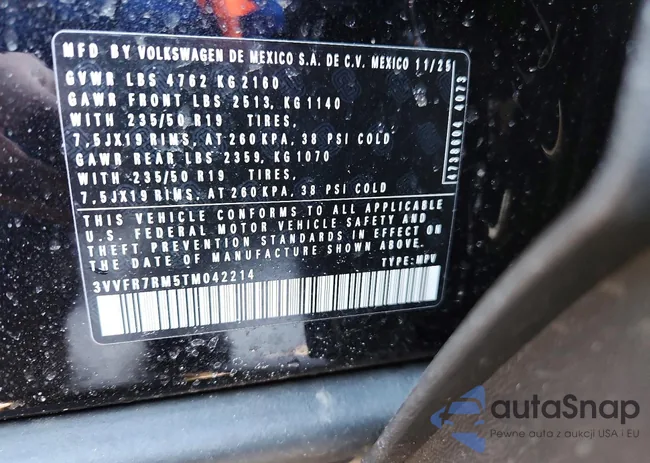 MFD BY VOLKSWAGEN DE MEXICO S.A. DE C.V. MEXICO 11/25
GVWR LBS 4762 KG 2160
GAWR FRONT LBS 2513, KG 1140
WITH 235/50 R19 TIRES,
7,5JX19 RIMS, AT 260 KPA, 38 PSI COLD
GAWR REAR LBS 2359, KG 1070
WITH 235/50 R19 TIRES,
7,5JX19 RIMS, AT 260 KPA, 38 PSI COLD
4738004 4073
THIS VEHICLE CONFORMS TO ALL APPLICABLE
U.S. FEDERAL MOTOR VEHICLE SAFETY AND
THEFT PREVENTION STANDARDS IN EFFECT ON
THE DATE OF MANUFACTURE SHOWN ABOVE.
3VVFR7RM5TM042214 TYPE: MPV
autaSnap
Pewne auta z aukcji USA i EU